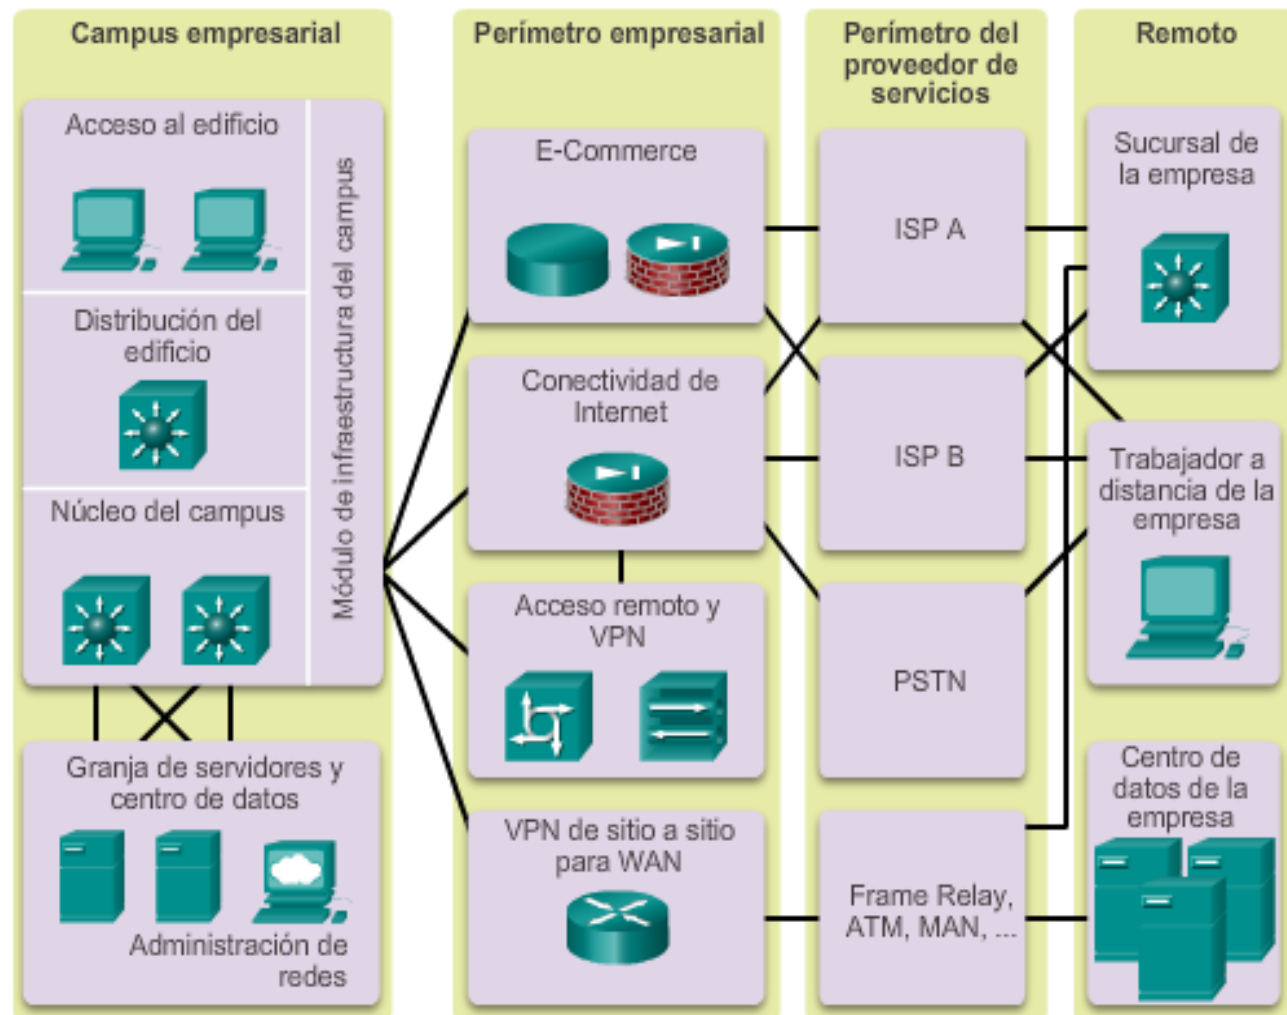 Campus empresarial
Acceso al edificio
Distribución del
edificio
Núcleo del campus
Módulo de infraestructura del campus
Granja de servidores y
centro de datos
Administración de
redes
Perímetro empresarial
E-Commerce
Conectividad de
Internet
Acceso remoto y
VPN
VPN de sitio a sitio
para WAN
Perímetro del
proveedor de
servicios
ISP A
ISP B
PSTN
Frame Relay,
ATM, MAN, ...
Remoto
Sucursal de
la empresa
Trabajador a
distancia de la
empresa
Centro de
datos de la
empresa